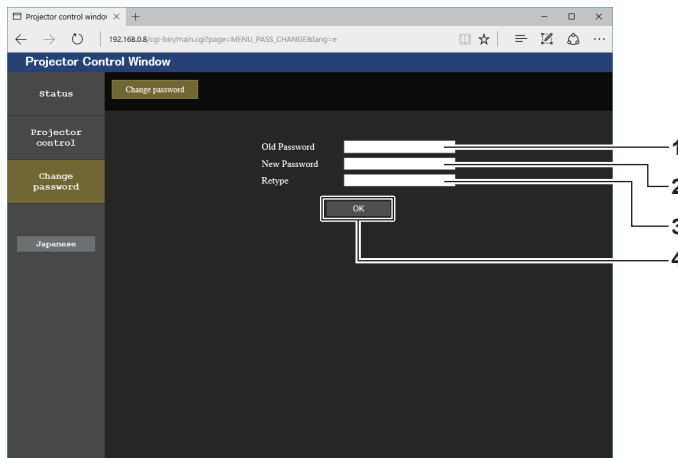 Projector control windov
192.168.0.8/cgi-bin/main.cgi?page=MENU_PASS_CHANGE&lang=e
Projector Control Window
Status
Change password
Projector
control
Change
password
Japanese
Old Password
New Password
Retype
OK
1
2
3
4